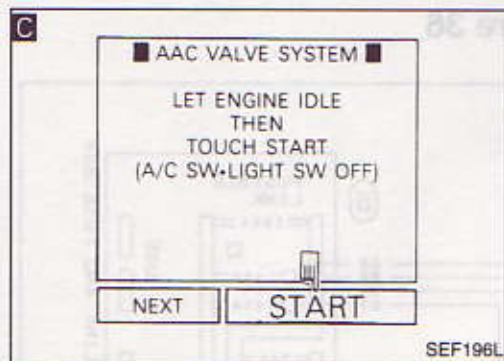 C
■ AAC VALVE SYSTEM ■
LET ENGINE IDLE
THEN
TOUCH START
(A/C SW•LIGHT SW OFF)
NEXT START
SEF196L